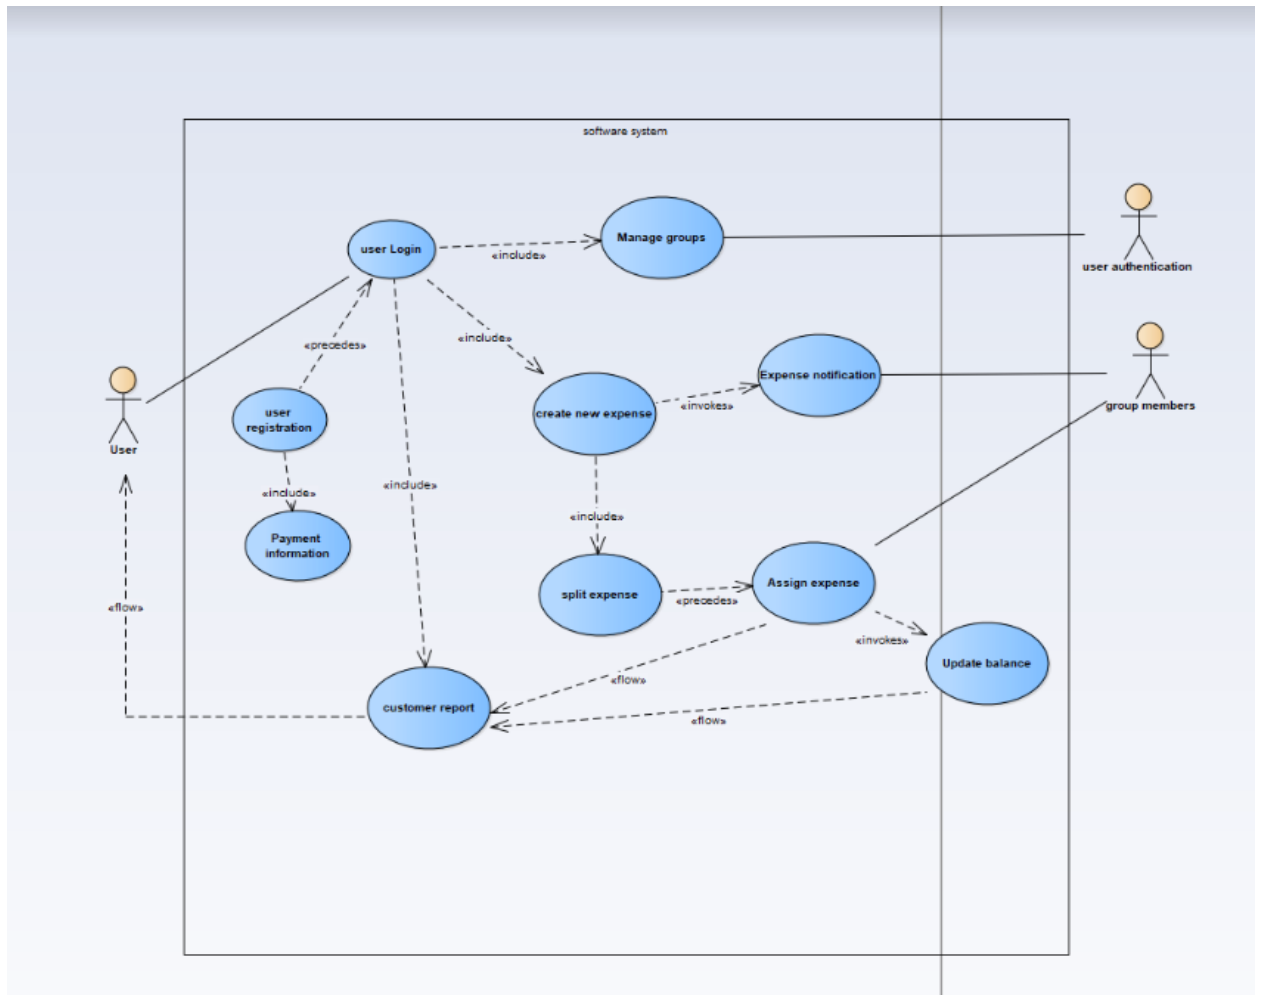 software system
user Login
«include»
Manage groups
user authentication
«precedes»
«include»
Expense notification
group members
User
user
registration
create new expense
«invokes»
«include»
«include»
«include»
Payment
information
split expense
«precedes»
Assign expense
«flow»
«invokes»
Update balance
«flow»
customer report
«flow»